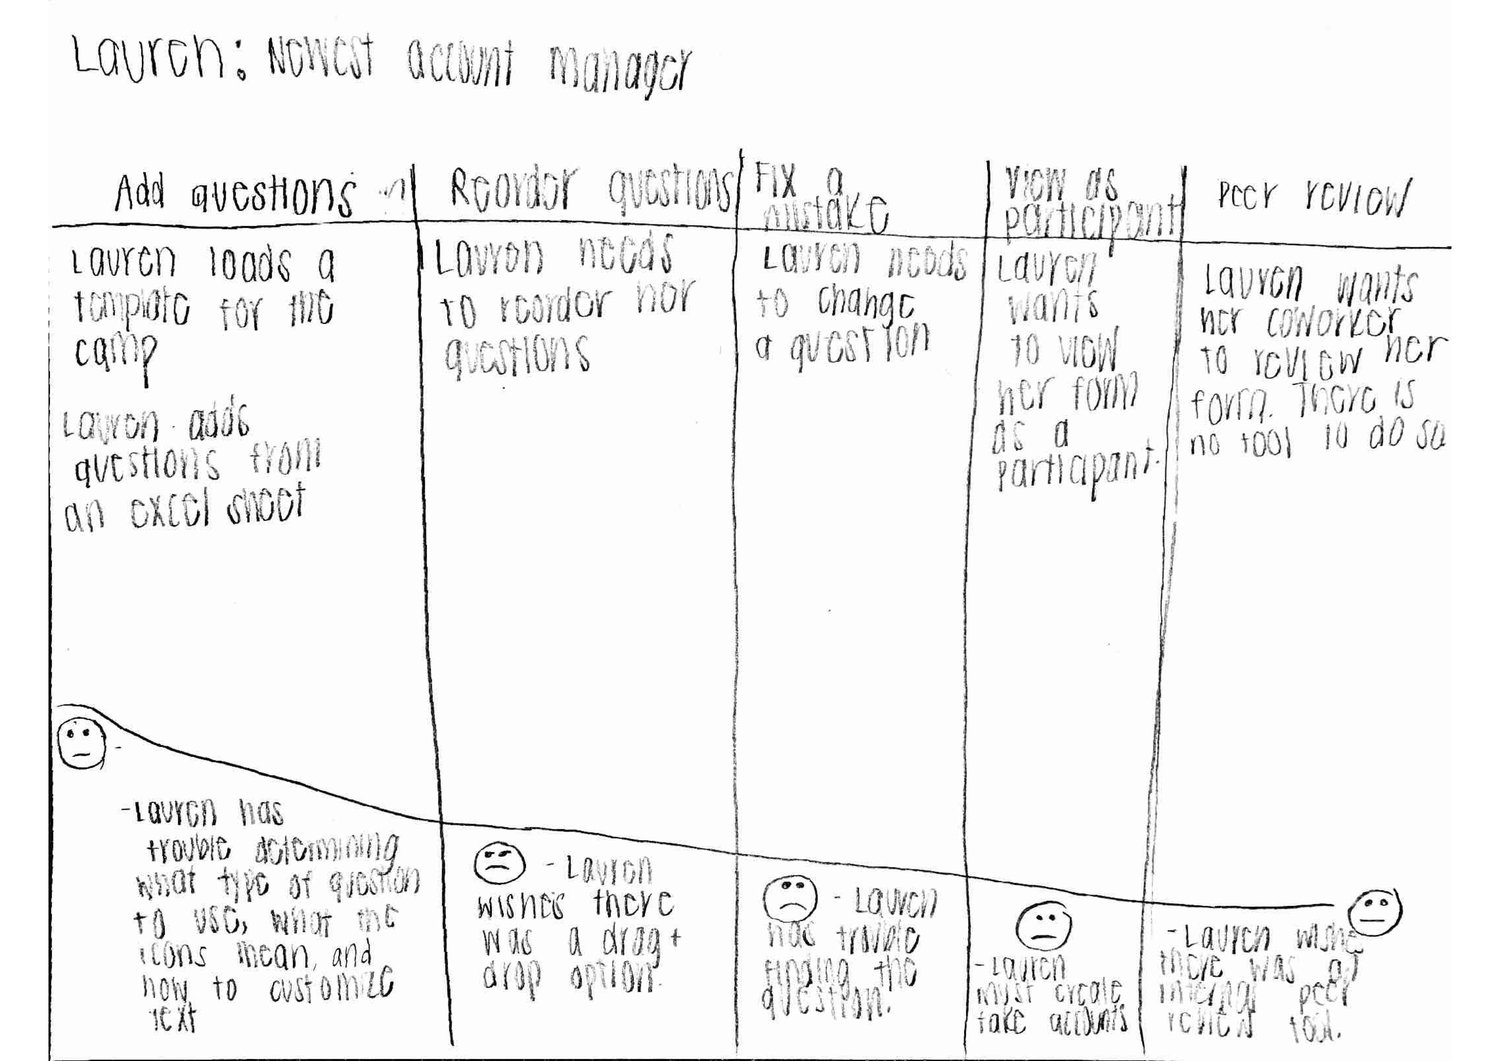 Lauren: Newest account manager
Add questions
Lauren loads a
template for the
camp
Lauren adds
questions from
an excel sheet
-Lauren has
trouble determining
what type of question
to use, what the
icons mean, and
how to customize
text
Reorder questions
Lauren needs
to reorder her
questions
- Lauren
wishes there
was a drag +
drop option.
Fix a
mistake
Lauren needs
to change
a question
- Lauren
has trouble
finding the
question.
View as
participant
Lauren
wants
to view
her form
as a
participant.
-Lauren
must create
fake accounts
Peer review
Lauren wants
her coworker
to review her
form. There is
no tool to do so
-Lauren wishes
there was an
internal peer
review tool.